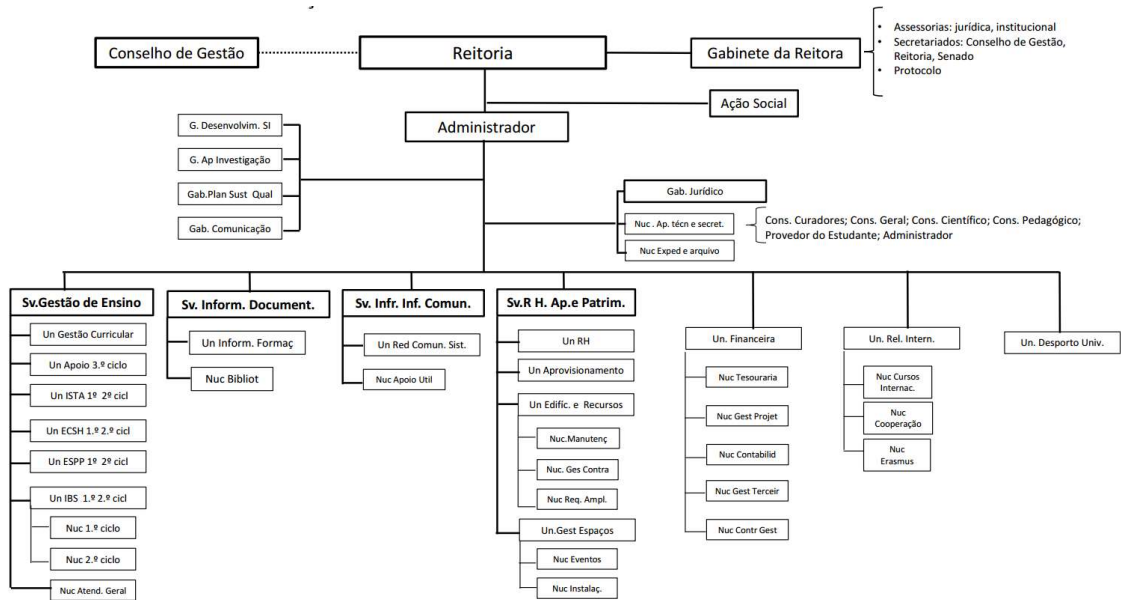 Conselho de Gestão
Reitoria
Gabinete da Reitora
• Assessorias: jurídica, institucional
• Secretariados: Conselho de Gestão,
Reitoria, Senado
• Protocolo
Ação Social
Administrador
G. Desenvolvim. SI
G. Ap Investigação
Gab.Plan Sust Qual
Gab. Comunicação
Gab. Jurídico
Nuc . Ap. técn e secret.
Cons. Curadores; Cons. Geral; Cons. Científico; Cons. Pedagógico;
Provedor do Estudante; Administrador
Nuc Exped e arquivo
Sv.Gestão de Ensino
Un Gestão Curricular
Un Apoio 3.º ciclo
Un ISTA 1º 2º cicl
Un ECSH 1.º 2.º cicl
Un ESPP 1º 2º cicl
Un IBS 1.º 2.º cicl
Nuc 1.º ciclo
Nuc 2.º ciclo
Nuc Atend. Geral
Sv. Inform. Document.
Un Inform. Formaç
Nuc Bibliot
Sv. Infr. Inf. Comun.
Un Red Comun. Sist.
Nuc Apoio Util
Sv.R H. Ap.e Patrim.
Un RH
Un Aprovisionamento
Un Edifíc. e Recursos
Nuc.Manutenç
Nuc. Ges Contra
Nuc Req. Ampl.
Un.Gest Espaços
Nuc Eventos
Nuc Instalaç.
Un. Financeira
Nuc Tesouraria
Nuc Gest Projet
Nuc Contabilid
Nuc Gest Terceir
Nuc Contr Gest
Un. Rel. Intern.
Nuc Cursos
Internac.
Nuc
Cooperação
Nuc
Erasmus
Un. Desporto Univ.